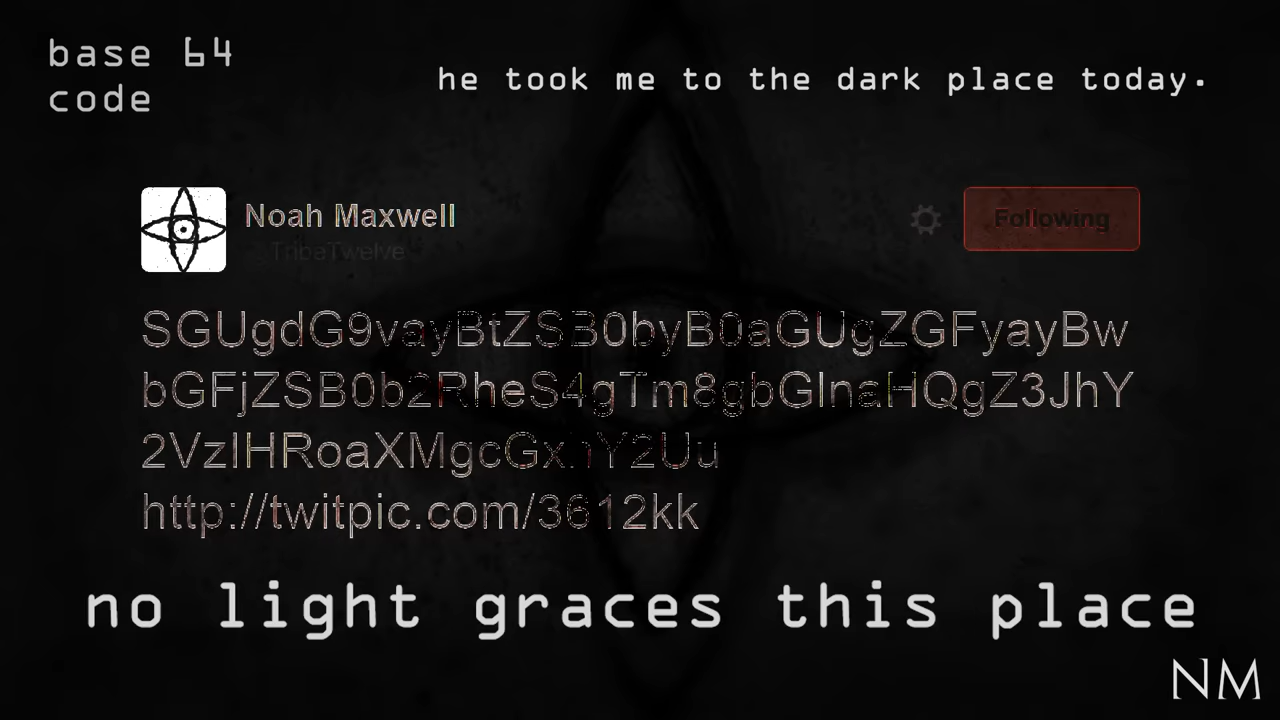 base 64
code
he took me to the dark place today.
Noah Maxwell
TribeTwelve
Following
SGUgdG9vayBtZSB0byB0aGUgZGFyayBw
bGFjZSB0b2RheS4gTm8gbGlnaHQgZ3JhY
2VzIHRoaXMgcGxhY2Uu
http://twitpic.com/3612kk
no light graces this place
NM